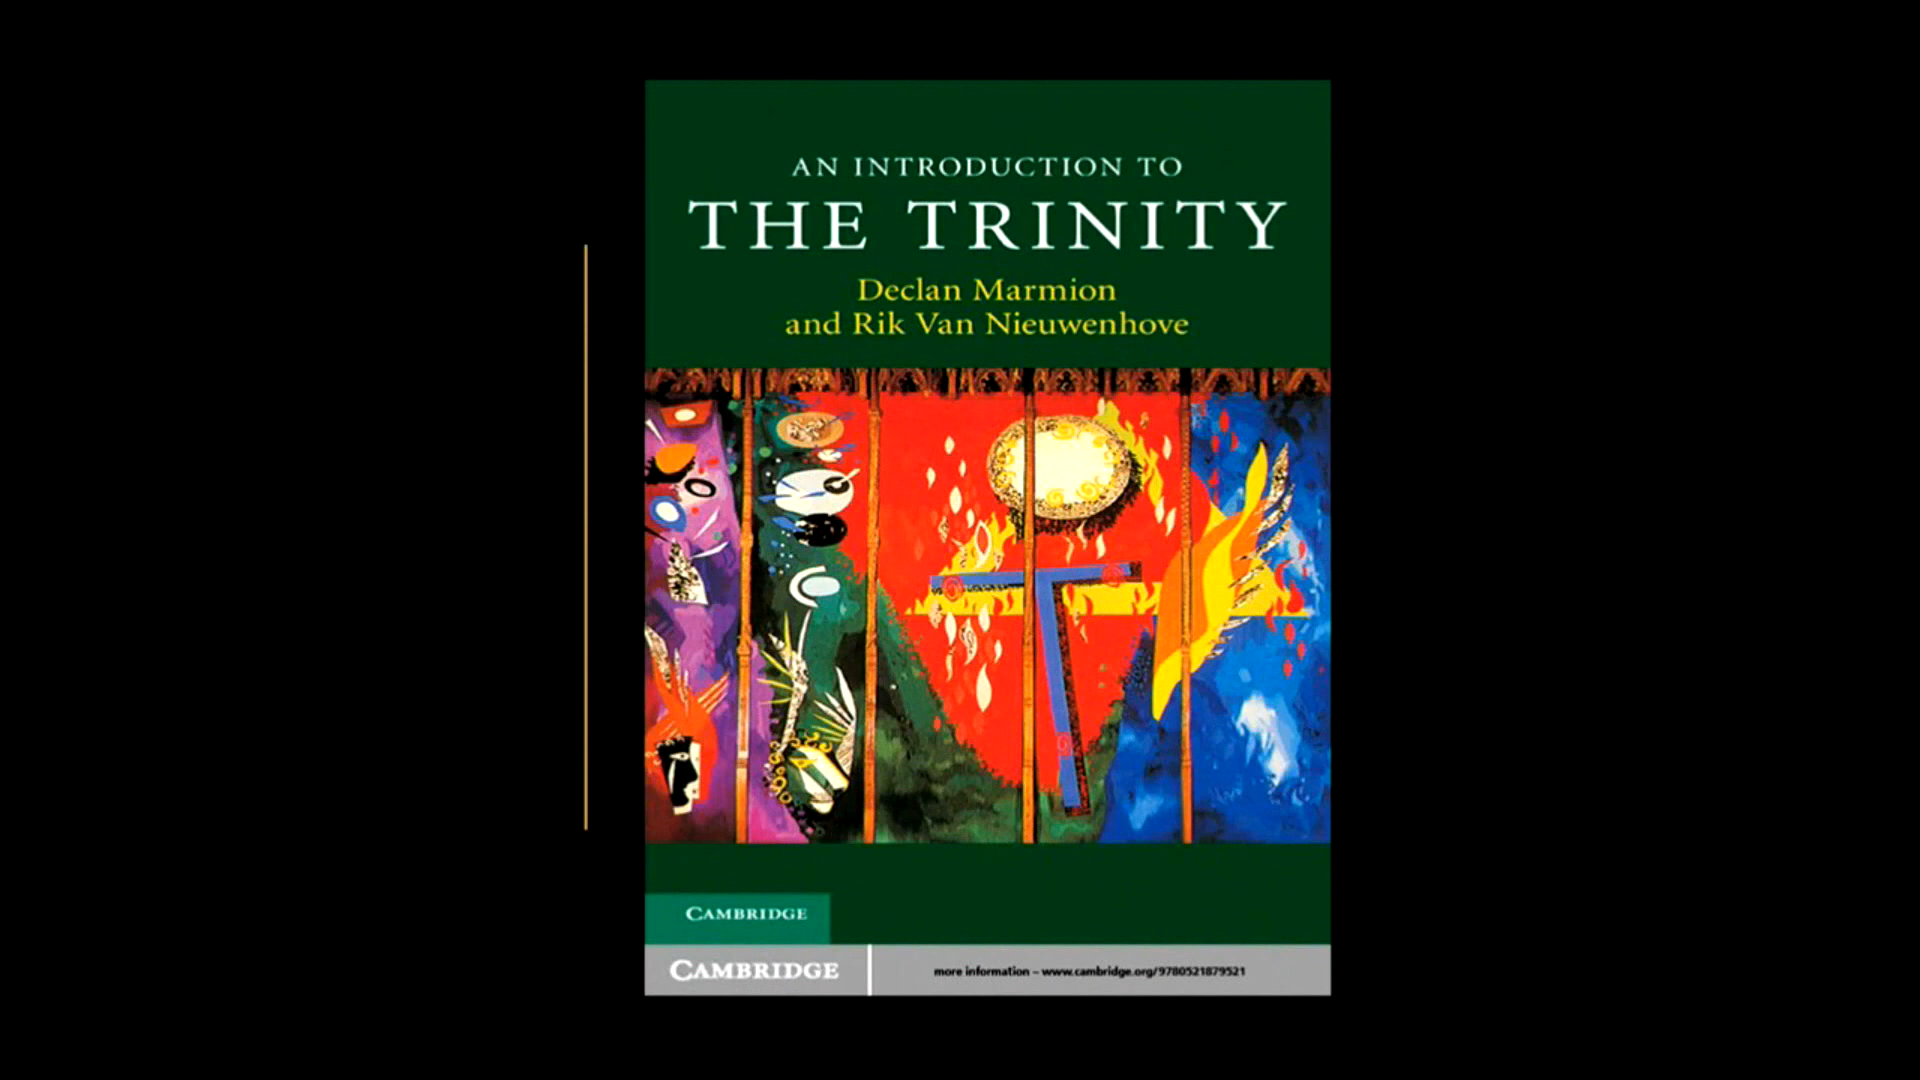 AN INTRODUCTION TO
THE TRINITY
Declan Marmion
and Rik Van Nieuwenhove
CAMBRIDGE
CAMBRIDGE
more information – www.cambridge.org/9780521879521